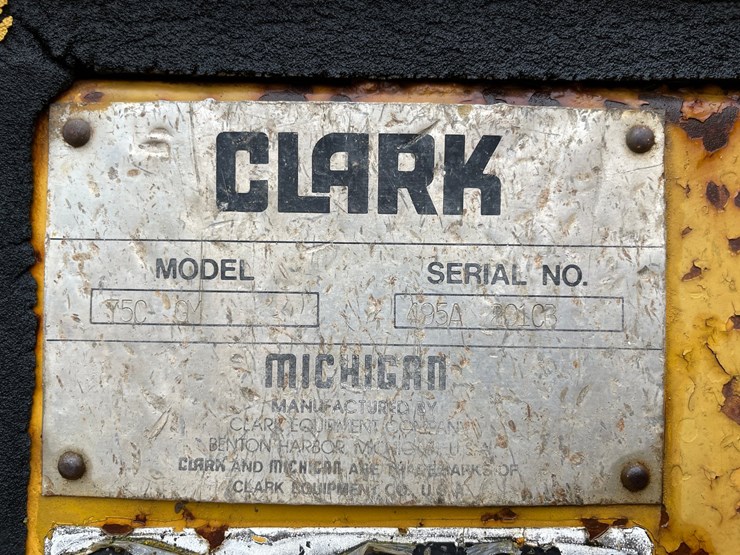 CLARK
MODEL SERIAL NO.
495A
MICHIGAN
MANUFACTURED BY
CLARK EQUIPMENT COMPANY
BENTON HARBOR, MICHIGAN, U.S.A.
CLARK AND MICHIGAN ARE TRADEMARKS OF
CLARK EQUIPMENT CO. U.S.A.